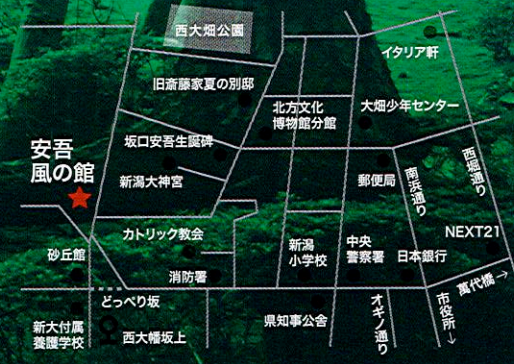 西大畑公園
イタリア軒
旧斎藤家夏の別邸
北方文化
博物館分館
大畑少年センター
安吾
風の館
坂口安吾生誕碑
新潟大神宮
郵便局
南浜通り
西堀通り
カトリック教会
NEXT21
砂丘館
消防署
新潟
小学校
中央
警察署
日本銀行
萬代橋→
どっぺり坂
新大付属
養護学校
西大幡坂上
県知事公舎
オギノ通り
市役所→